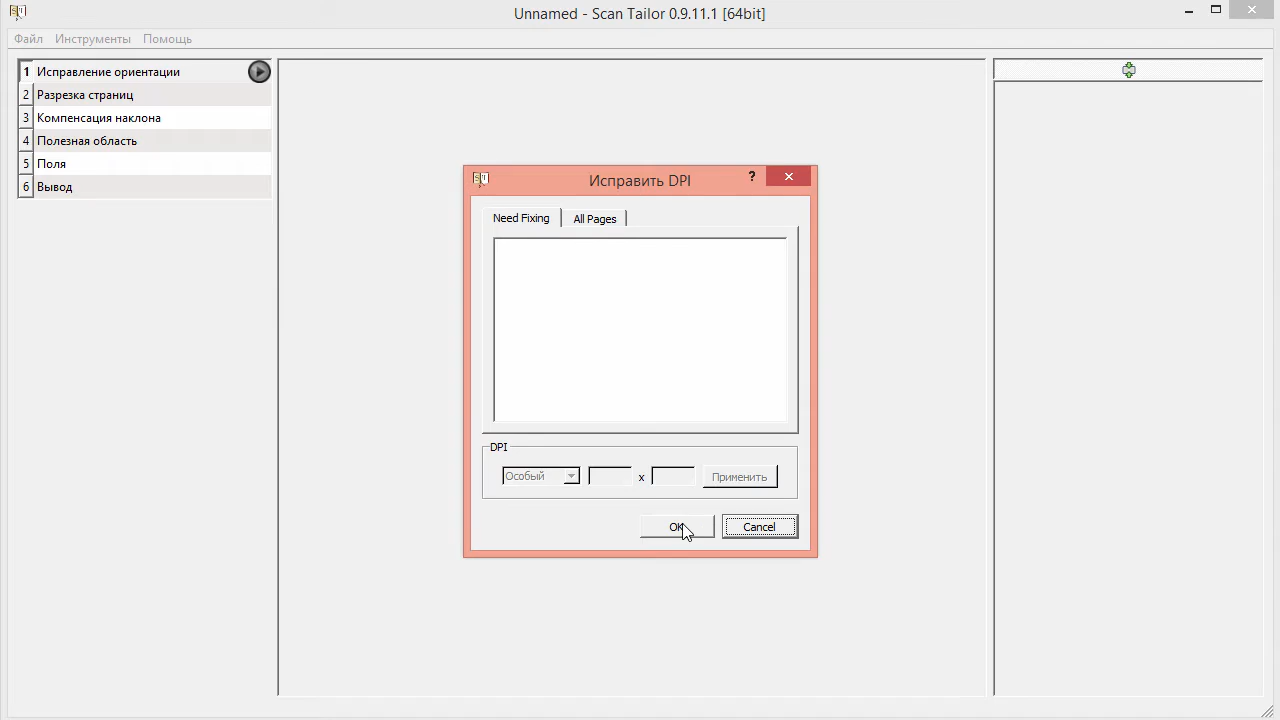 Unnamed - Scan Tailor 0.9.11.1 [64bit]
Файл Инструменты Помощь
1 Исправление ориентации
2 Разрезка страниц
3 Компенсация наклона
4 Полезная область
5 Поля
6 Вывод
Исправить DPI
Need Fixing All Pages
DPI
Особый x Применить
OK Cancel